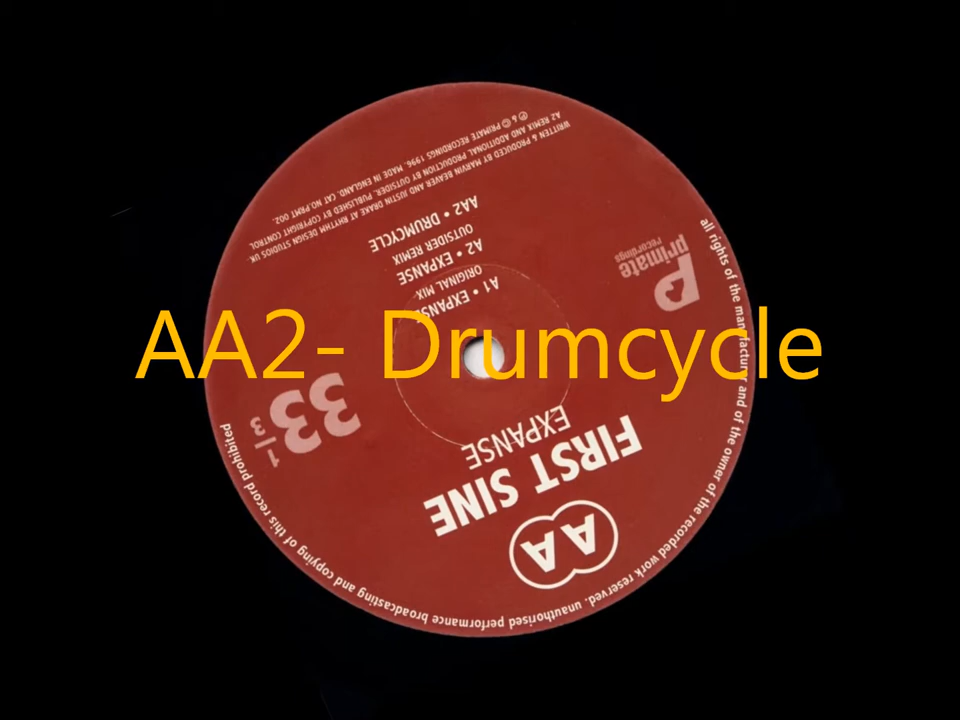 AA2- Drumcycle
AA
FIRST SINE
EXPANSE
33 1/3
primate
recordings
A1 • EXPANSE
ORIGINAL MIX
A2 • EXPANSE
OUTSIDER REMIX
AA2 • DRUMCYCLE
WRITTEN & PRODUCED BY MARVIN BEAVER AND JUSTIN DRAKE AT RHYTHM DESIGN STUDIOS UK.
A2 REMIX AND ADDITIONAL PRODUCTION BY OUTSIDER. PUBLISHED BY COPYRIGHT CONTROL
℗ & © PRIMATE RECORDINGS 1996. MADE IN ENGLAND. CAT NO.PRMT 002.
all rights of the manufacturer and of the owner of the recorded work reserved. unauthorised performance broadcasting and copying of this record prohibited